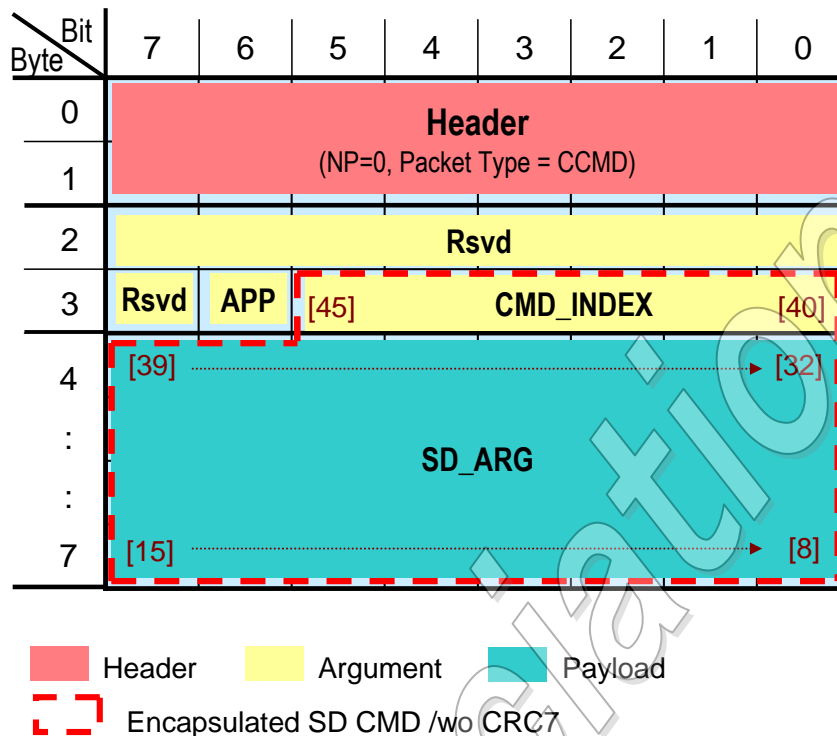 Bit
Byte 7 6 5 4 3 2 1 0
0 Header
(NP=0, Packet Type = CCMD)
1
2 Rsvd
3 Rsvd APP [45] CMD_INDEX [40]
4 [39] [32]
:
SD_ARG
:
7 [15] [8]
Header Argument Payload
Encapsulated SD CMD /wo CRC7